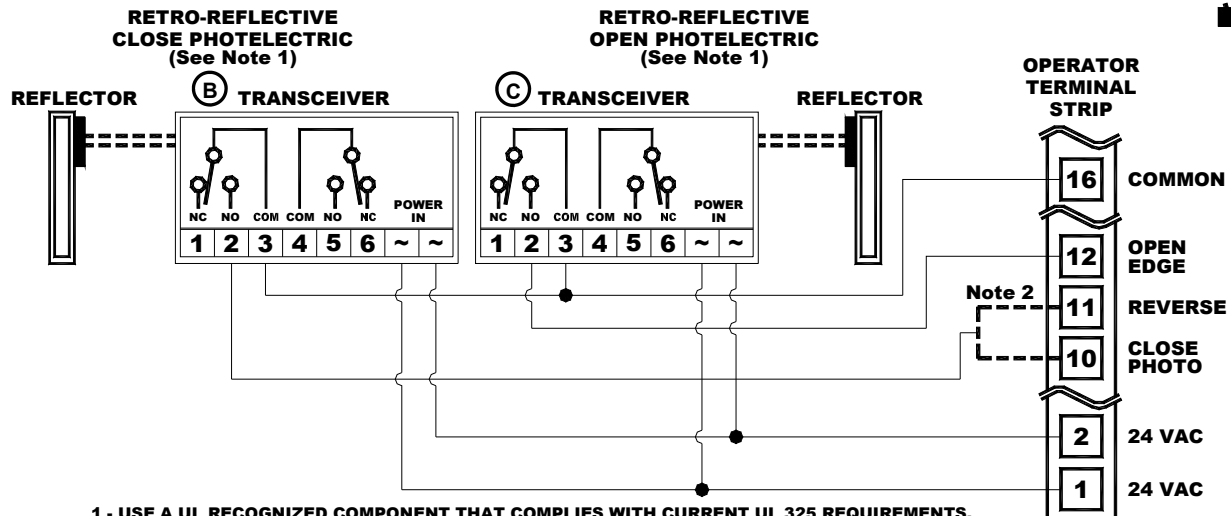 RETRO-REFLECTIVE
CLOSE PHOTELECTRIC
(See Note 1)
RETRO-REFLECTIVE
OPEN PHOTELECTRIC
(See Note 1)
OPERATOR
TERMINAL
STRIP
REFLECTOR
B TRANSCEIVER
C TRANSCEIVER
REFLECTOR
NC NO COM COM NO NC POWER IN
1 2 3 4 5 6 ~ ~
NC NO COM COM NO NC POWER IN
1 2 3 4 5 6 ~ ~
16 COMMON
12 OPEN EDGE
Note 2
11 REVERSE
10 CLOSE PHOTO
2 24 VAC
1 24 VAC
1 - USE A UL RECOGNIZED COMPONENT THAT COMPLIES WITH CURRENT UL 325 REQUIREMENTS.